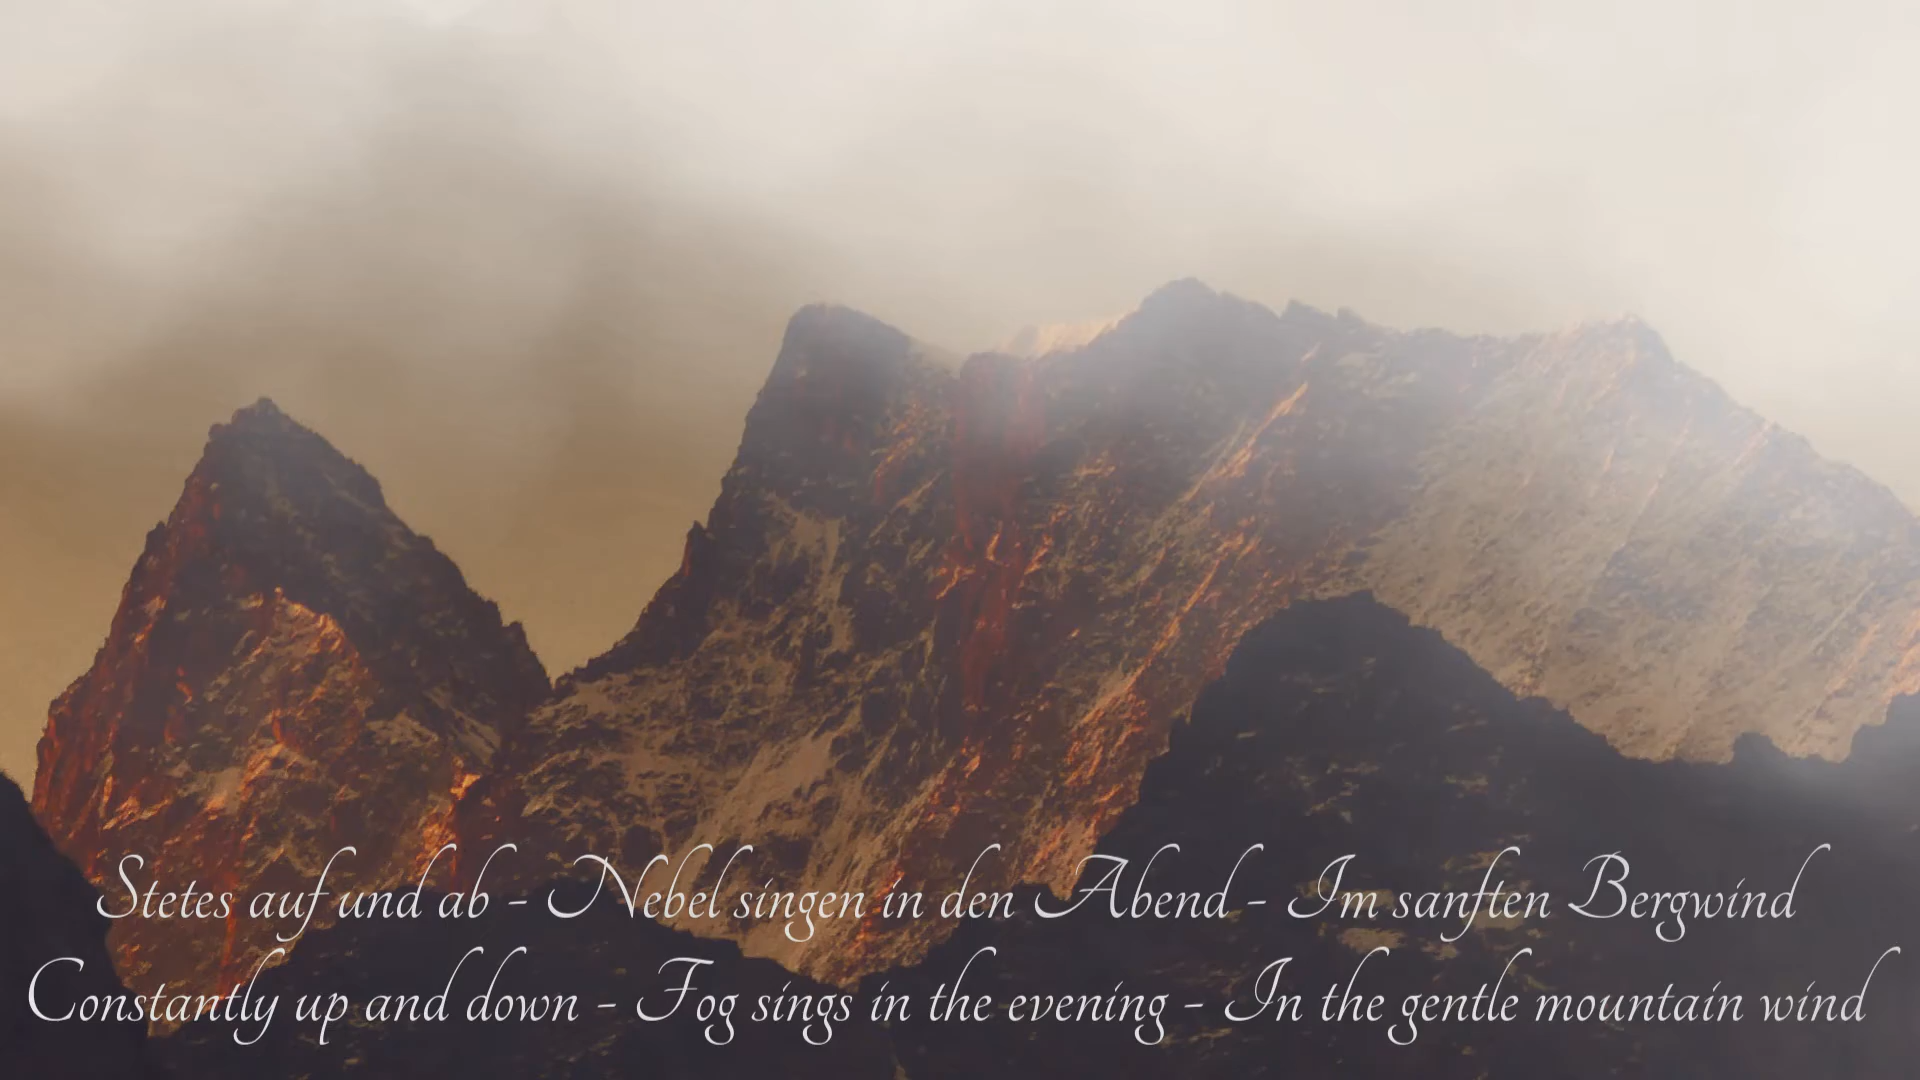 Stetes auf und ab - Nebel singen in den Abend - Im sanften Bergwind
Constantly up and down - Fog sings in the evening - In the gentle mountain wind